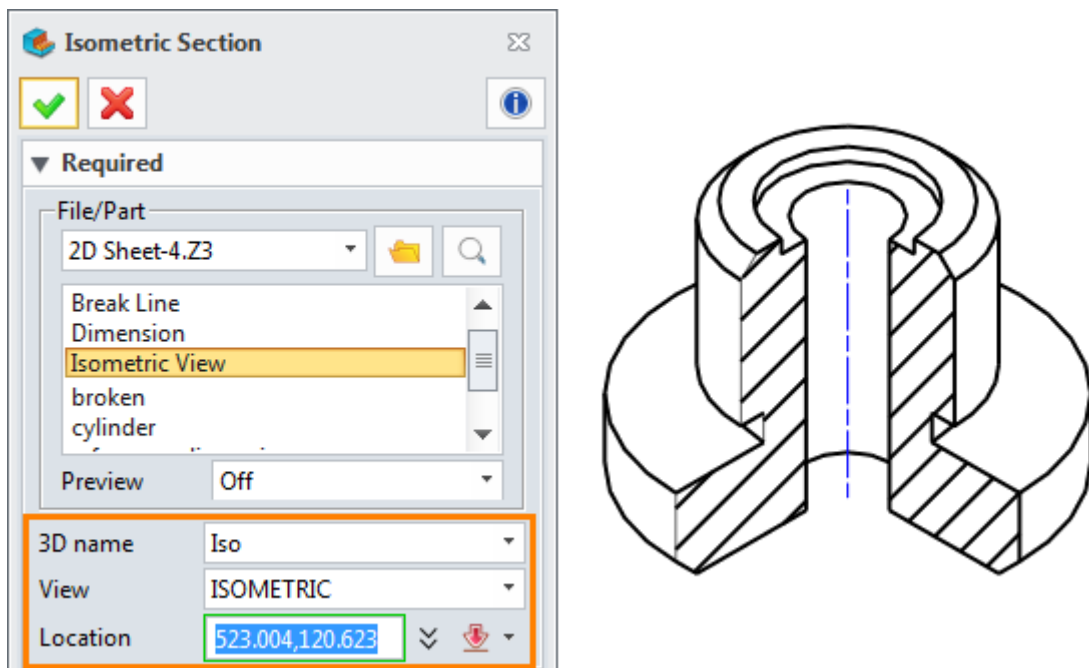 Isometric Section
Required
File/Part
2D Sheet-4.Z3
Break Line
Dimension
Isometric View
broken
cylinder
Preview Off
3D name Iso
View ISOMETRIC
Location 523.004,120.623